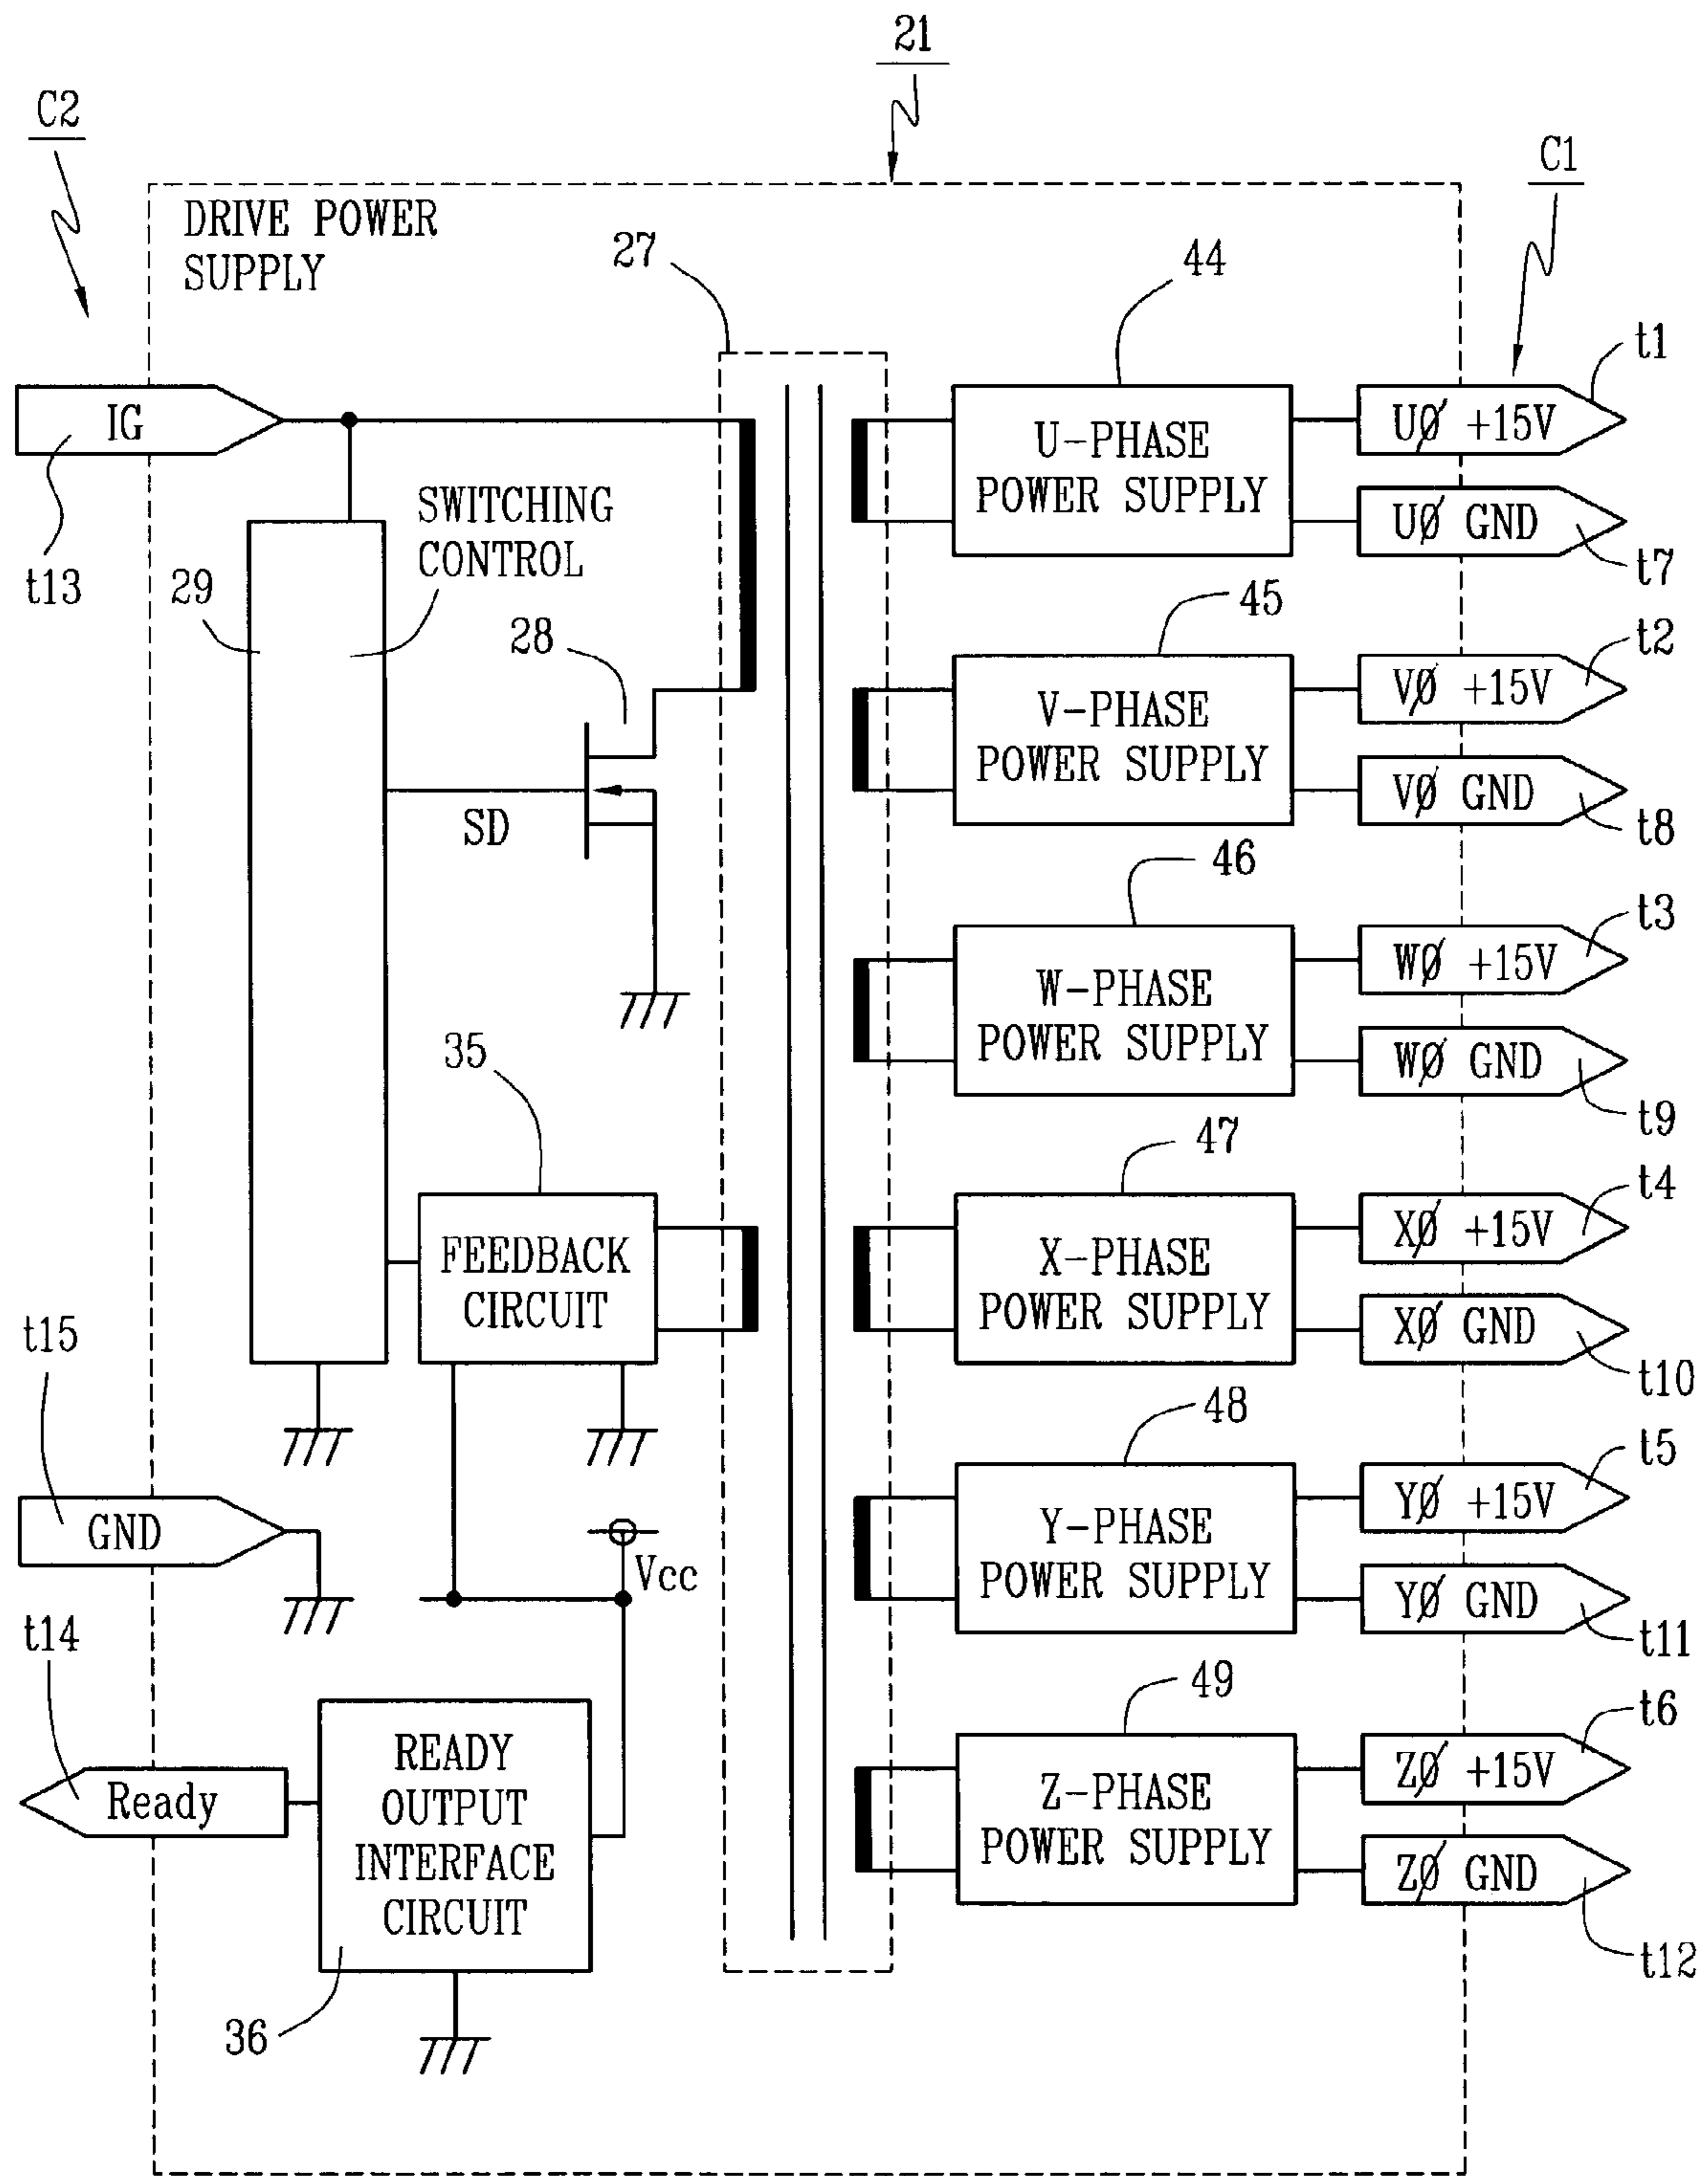 21
C2
C1
DRIVE POWER
SUPPLY
27
44
t1
IG
U-PHASE
POWER SUPPLY
UØ +15V
UØ GND
t13
t7
SWITCHING
CONTROL
29
28
45
t2
V-PHASE
POWER SUPPLY
VØ +15V
VØ GND
SD
t8
46
t3
W-PHASE
POWER SUPPLY
WØ +15V
WØ GND
35
t9
47
t4
FEEDBACK
CIRCUIT
X-PHASE
POWER SUPPLY
XØ +15V
XØ GND
t15
t10
48
t5
GND
Y-PHASE
POWER SUPPLY
YØ +15V
YØ GND
Vcc
t14
t11
49
t6
Ready
READY
OUTPUT
INTERFACE
CIRCUIT
Z-PHASE
POWER SUPPLY
ZØ +15V
ZØ GND
t12
36